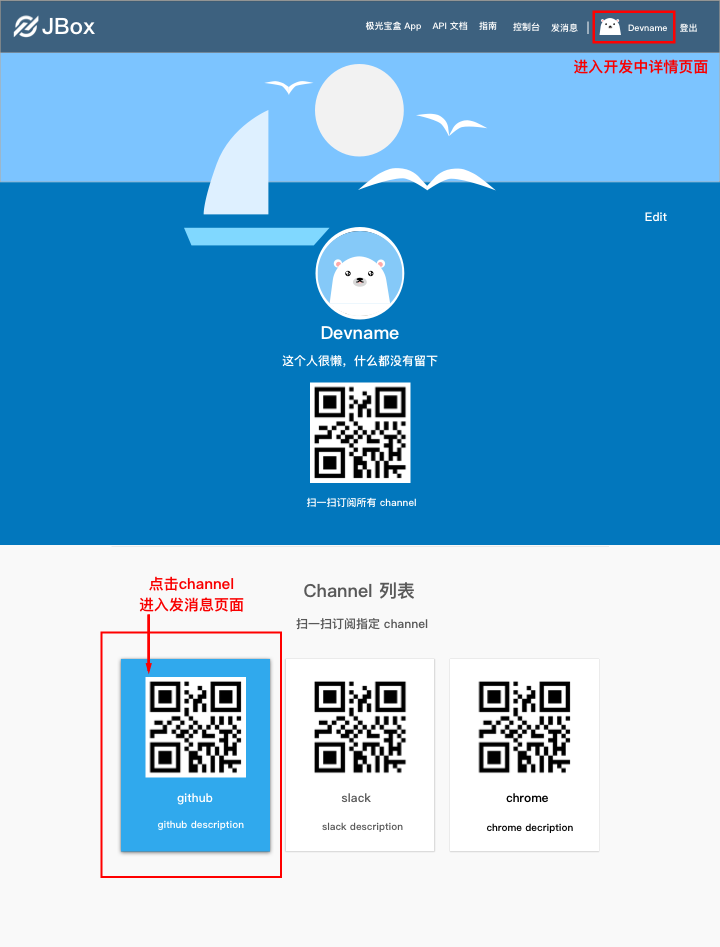 JBox
极光宝盒 App API 文档 指南 控制台 发消息 | Devname 登出
进入开发中详情页面
Edit
Devname
这个人很懒，什么都没有留下
扫一扫订阅所有 channel
点击channel
进入发消息页面
Channel 列表
扫一扫订阅指定 channel
github
github description
slack
slack description
chrome
chrome decription